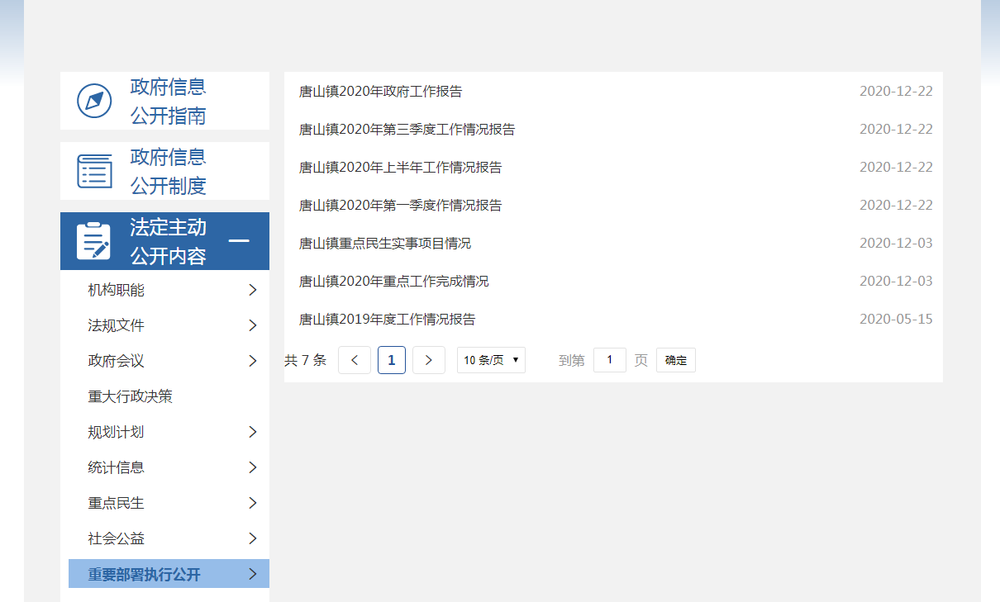 政府信息
公开指南
政府信息
公开制度
法定主动
公开内容
机构职能
法规文件
政府会议
重大行政决策
规划计划
统计信息
重点民生
社会公益
重要部署执行公开
唐山镇2020年政府工作报告 2020-12-22
唐山镇2020年第三季度工作情况报告 2020-12-22
唐山镇2020年上半年工作情况报告 2020-12-22
唐山镇2020年第一季度作情况报告 2020-12-22
唐山镇重点民生实事项目情况 2020-12-03
唐山镇2020年重点工作完成情况 2020-12-03
唐山镇2019年度工作情况报告 2020-05-15
共 7 条 1 10 条/页 到第 1 页 确定